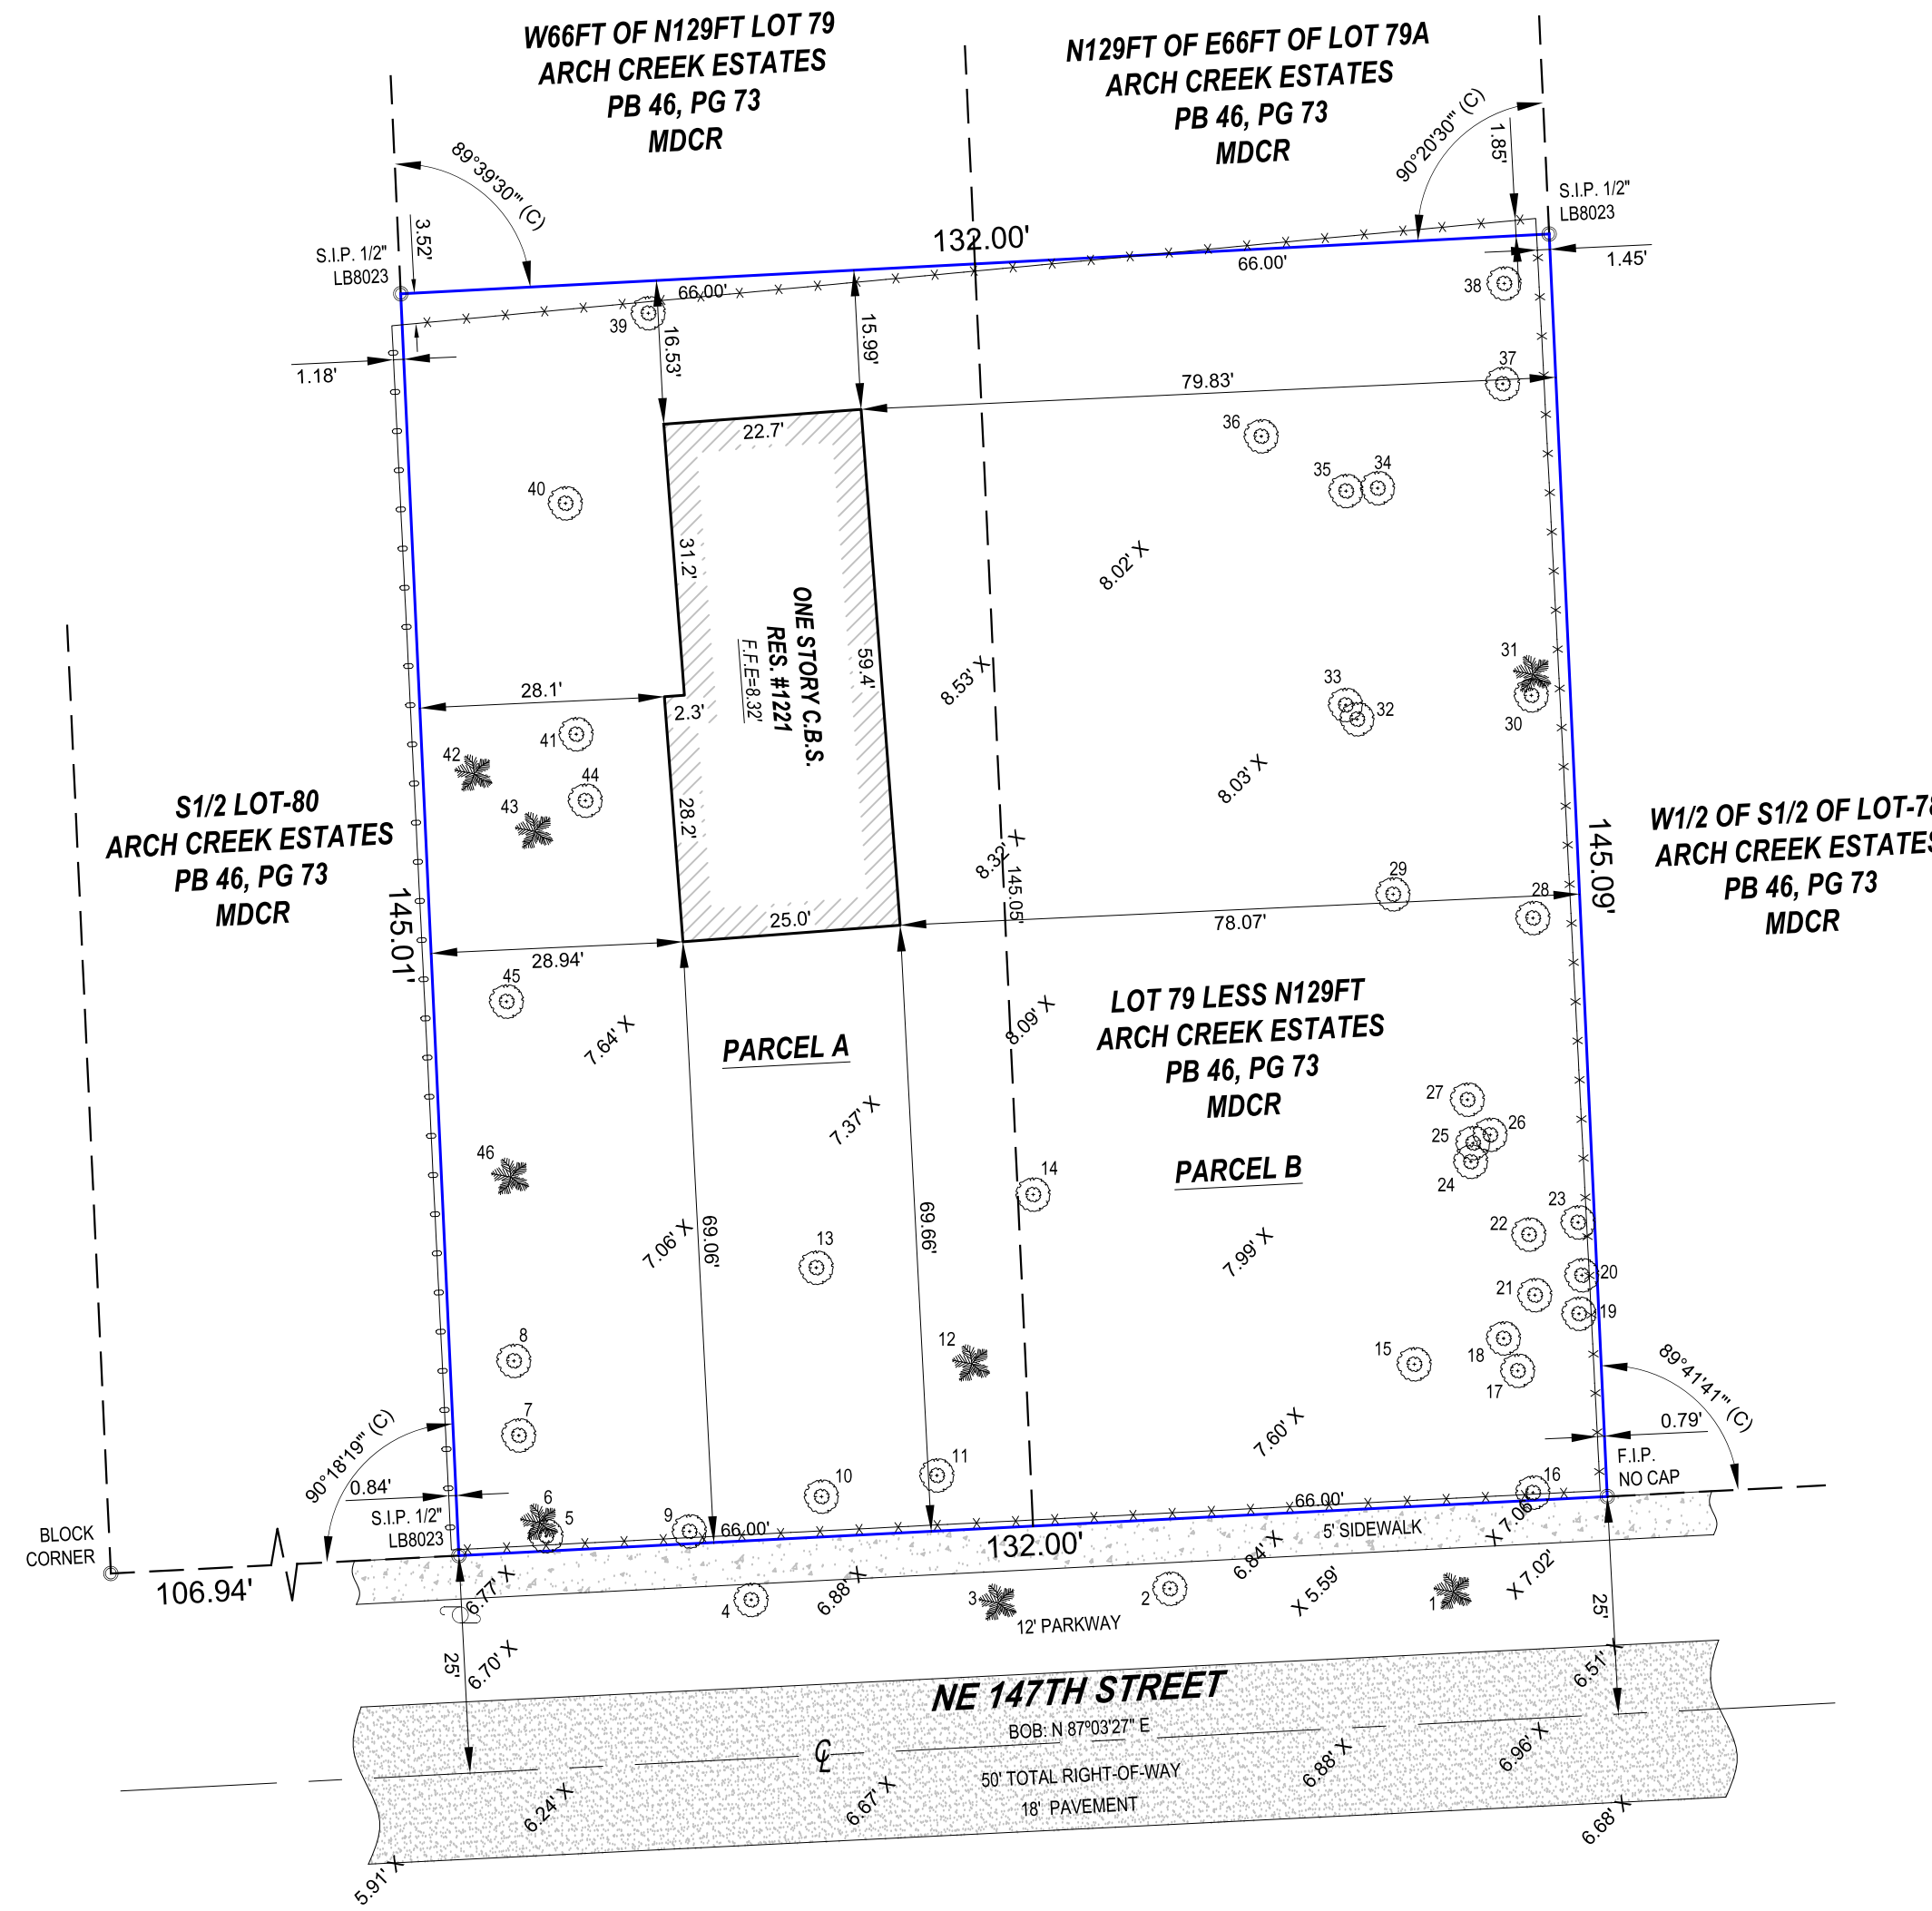 W66FT OF N129FT LOT 79
ARCH CREEK ESTATES
PB 46, PG 73
MDCR
N129FT OF E66FT OF LOT 79A
ARCH CREEK ESTATES
PB 46, PG 73
MDCR
89°39'30'" (C)
90°20'30'" (C)
1.85'
S.I.P. 1/2"
LB8023
3.52'
S.I.P. 1/2"
LB8023
132.00'
66.00'
66.00'
1.45'
38
39
16.53'
15.99'
1.18'
79.83'
37
22.7'
36
35
34
40
31.2'
8.02' X
ONE STORY C.B.S.
RES. #1221
F.F.E=8.32'
59.4'
8.53' X
31
30
33
32
28.1'
2.3'
41
42
44
43
8.03' X
28.2'
S1/2 LOT-80
ARCH CREEK ESTATES
PB 46, PG 73
MDCR
W1/2 OF S1/2 OF LOT-78
ARCH CREEK ESTATES
PB 46, PG 73
MDCR
145.01'
145.09'
8.32' X
145.05'
29
28
25.0'
78.07'
28.94'
45
7.64' X
8.09' X
PARCEL A
LOT 79 LESS N129FT
ARCH CREEK ESTATES
PB 46, PG 73
MDCR
7.37' X
27
26
25
24
46
14
PARCEL B
69.06'
69.66'
7.06' X
13
7.99' X
23
22
20
21
19
12
8
15
18
17
89°41'41'" (C)
7
90°18'19'" (C)
7.60' X
0.79'
F.I.P.
NO CAP
0.84'
S.I.P. 1/2"
LB8023
6
5
9
10
11
16
66.00'
66.00'
132.00'
X 7.06'
5' SIDEWALK
BLOCK
CORNER
106.94'
6.77' X
4
6.88' X
3
12' PARKWAY
2
6.84' X
X 5.59'
1
X 7.02'
25'
25'
6.70' X
6.51' X
NE 147TH STREET
BOB: N 87º03'27" E
CL
50' TOTAL RIGHT-OF-WAY
18' PAVEMENT
6.24' X
6.67' X
6.88' X
6.96' X
6.68' X
5.91' X